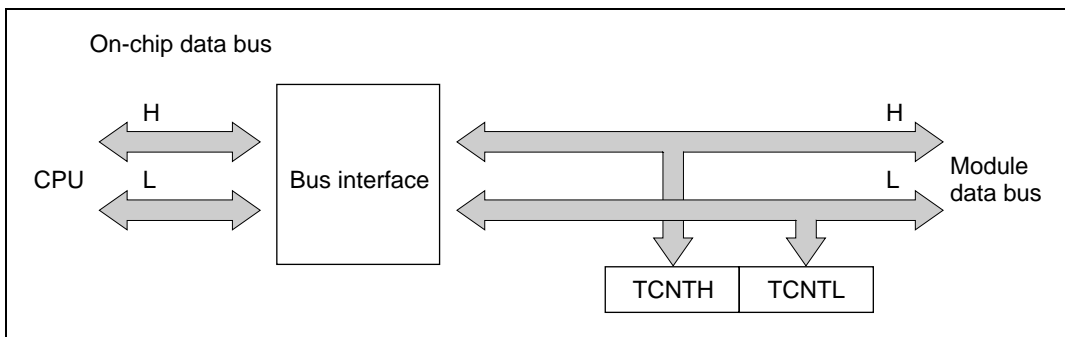 On-chip data bus
H
H
CPU
L
Bus interface
L
Module
data bus
TCNTH
TCNTL